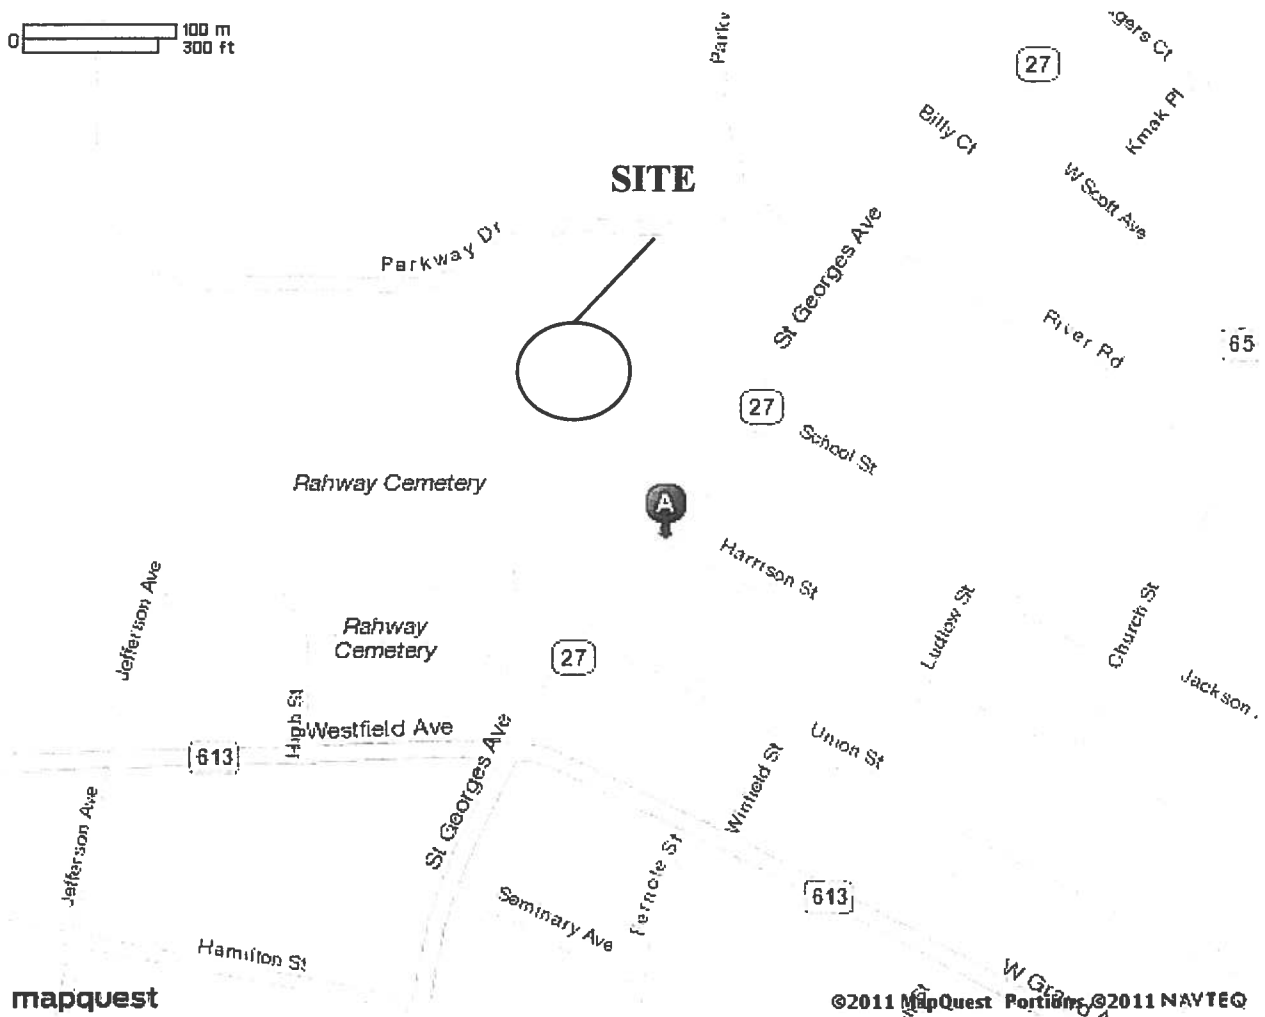 0
100 m
300 ft
Parkw
gers Ct
27
Billy Ct
Kmak Pl
SITE
W Scott Ave
Parkway Dr
St Georges Ave
River Rd
65
27
School St
Rahway Cemetery
A
Harrison St
Jefferson Ave
Ludlow St
Church St
Rahway
Cemetery
27
Jackson
High St
Westfield Ave
613
St Georges Ave
Union St
Winfield St
Jefferson Ave
Seminary Ave
613
Hamilton St
W Grand
mapquest
©2011 MapQuest Portions ©2011 NAVTEQ